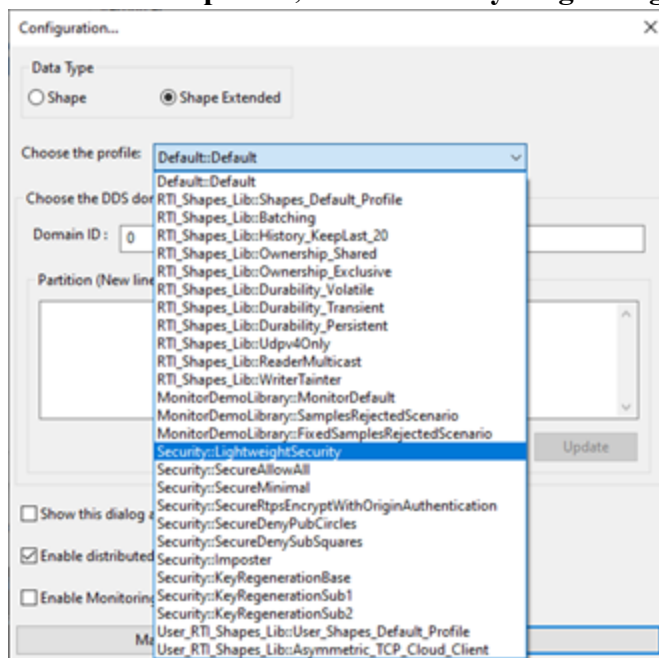 Configuration...
Data Type
Shape
Shape Extended
Choose the profile:
Default::Default
Default::Default
Choose the DDS
RTI_Shapes_Lib::Shapes_Default_Profile
RTI_Shapes_Lib::Batching
Domain ID : 0
RTI_Shapes_Lib::History_KeepLast_20
RTI_Shapes_Lib::Ownership_Shared
RTI_Shapes_Lib::Ownership_Exclusive
Partition (New line
RTI_Shapes_Lib::Durability_Volatile
RTI_Shapes_Lib::Durability_Transient
RTI_Shapes_Lib::Durability_Persistent
RTI_Shapes_Lib::Udpv4Only
RTI_Shapes_Lib::ReaderMulticast
RTI_Shapes_Lib::WriterTainter
MonitorDemoLibrary::MonitorDefault
MonitorDemoLibrary::SamplesRejectedScenario
MonitorDemoLibrary::FixedSamplesRejectedScenario
Security::LightweightSecurity
Update
Security::SecureAllowAll
Security::SecureMinimal
Security::SecureRtpsEncryptWithOriginAuthentication
Show this dialog
Security::SecureDenyPubCircles
Security::SecureDenySubSquares
Enable distributed
Security::Imposter
Security::KeyRegenerationBase
Enable Monitoring
Security::KeyRegenerationSub1
Security::KeyRegenerationSub2
User_RTI_Shapes_Lib::User_Shapes_Default_Profile
User_RTI_Shapes_Lib::Asymmetric_TCP_Cloud_Client